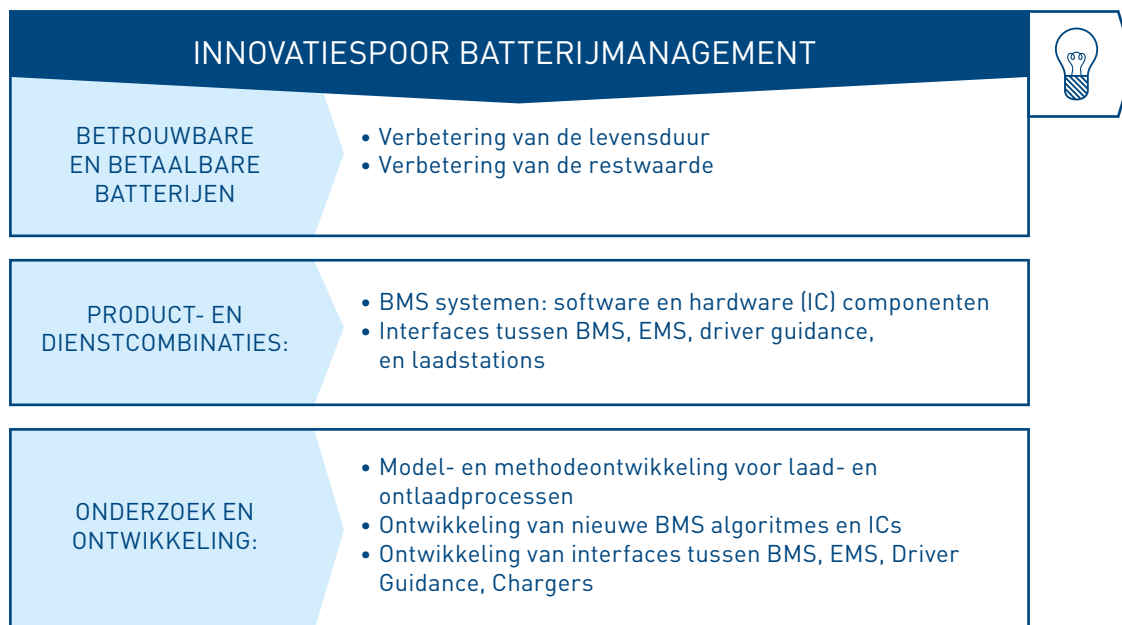 INNOVATIESPOOR BATTERIJMANAGEMENT
BETROUWBARE
EN BETAALBARE
BATTERIJEN
• Verbetering van de levensduur
• Verbetering van de restwaarde
PRODUCT- EN
DIENSTCOMBINATIES:
• BMS systemen: software en hardware (IC) componenten
• Interfaces tussen BMS, EMS, driver guidance,
en laadstations
ONDERZOEK EN
ONTWIKKELING:
• Model- en methodeontwikkeling voor laad- en
ontlaadprocessen
• Ontwikkeling van nieuwe BMS algoritmes en ICs
• Ontwikkeling van interfaces tussen BMS, EMS, Driver
Guidance, Chargers